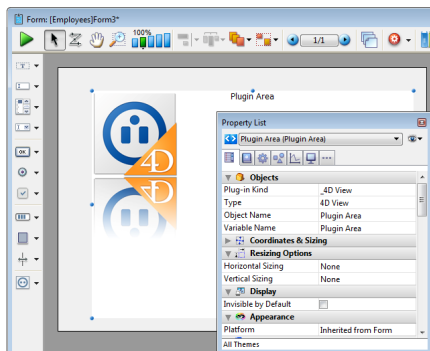 Form: [Employees]Form3*
100%
1/1
OK
Plugin Area
4D
Property List
Plugin Area (Plugin Area)
Objects
Plug-in Kind _4D View
Type 4D View
Object Name Plugin Area
Variable Name Plugin Area
Coordinates & Sizing
Resizing Options
Horizontal Sizing None
Vertical Sizing None
Display
Invisible by Default
Appearance
Platform Inherited from Form
All Themes